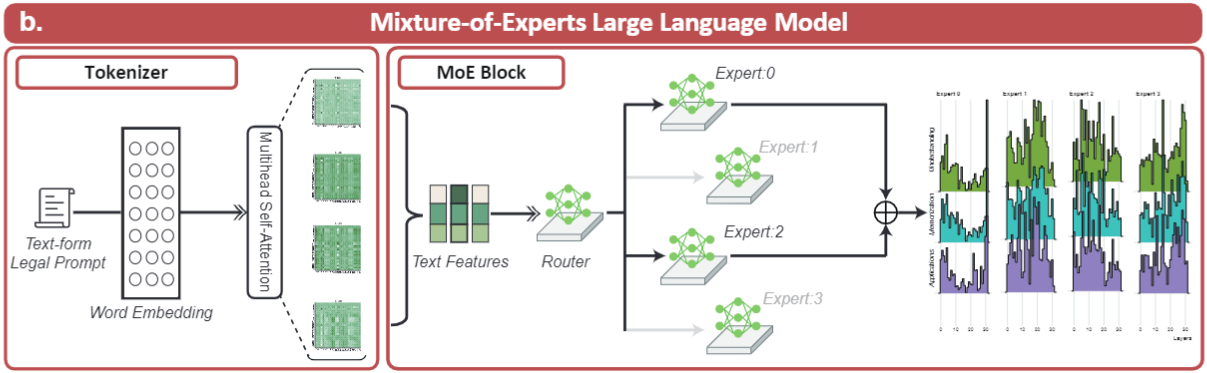 b.
Mixture-of-Experts Large Language Model
Tokenizer
Text-form
Legal Prompt
Word Embedding
Multihead Self-Attention
MoE Block
Text Features
Router
Expert:0
Expert:1
Expert:2
Expert:3
Expert 0
Expert 1
Expert 2
Expert 3
Understanding
Memorization
Applications
0 10 20 30
0 10 20 30
0 10 20 30
0 10 20 30
Layers